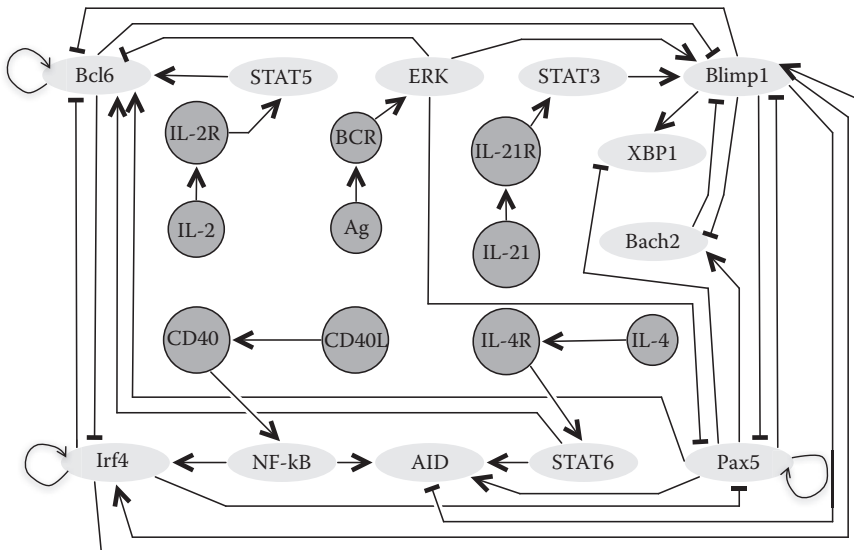 Bcl6
STAT5
ERK
STAT3
Blimp1
IL-2R
BCR
IL-21R
XBP1
IL-2
Ag
IL-21
Bach2
CD40
CD40L
IL-4R
IL-4
Irf4
NF-kB
AID
STAT6
Pax5